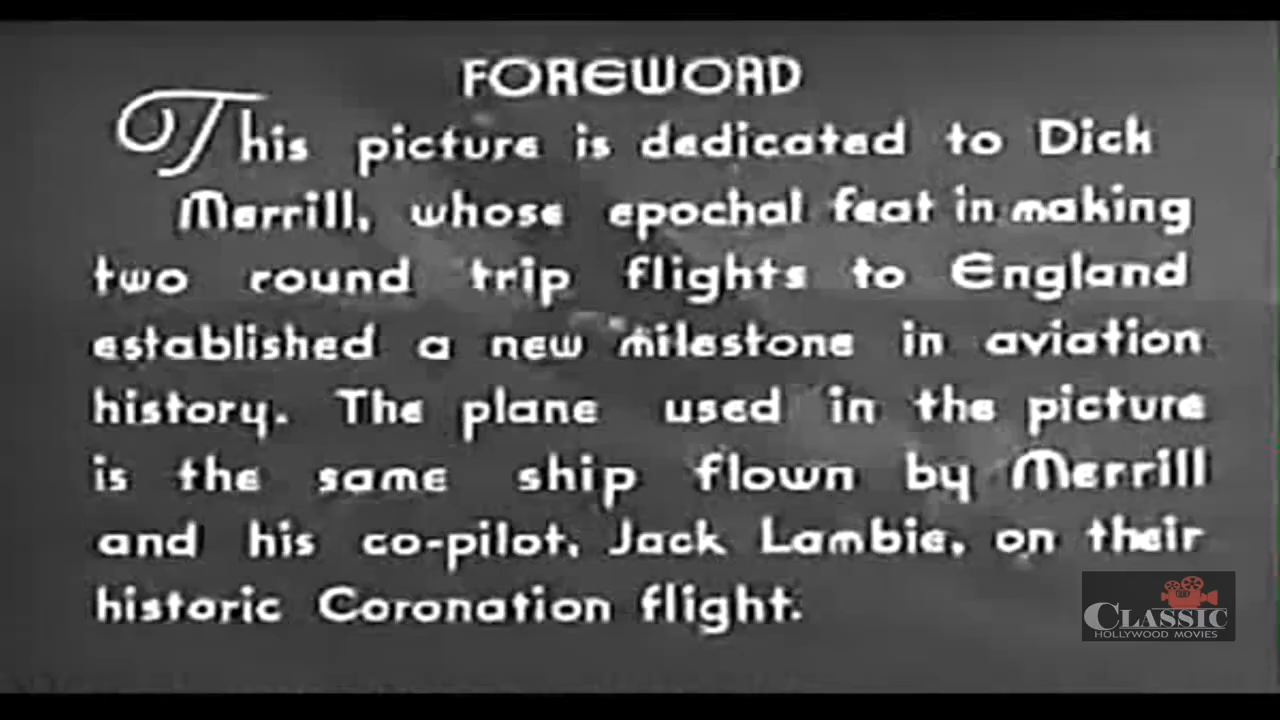 FOREWORD
This picture is dedicated to Dick
Merrill, whose epochal feat in making
two round trip flights to England
established a new milestone in aviation
history. The plane used in the picture
is the same ship flown by Merrill
and his co-pilot, Jack Lambie, on their
historic Coronation flight.
CLASSIC
HOLLYWOOD MOVIES